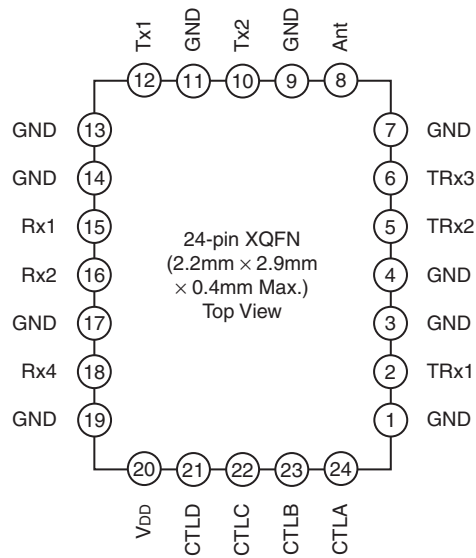 Tx1
GND
Tx2
GND
Ant
12
11
10
9
8
GND 13
7 GND
GND 14
6 TRx3
Rx1 15
5 TRx2
24-pin XQFN
(2.2mm × 2.9mm
× 0.4mm Max.)
Top View
Rx2 16
4 GND
GND 17
3 GND
Rx4 18
2 TRx1
GND 19
1 GND
20
21
22
23
24
VDD
CTLD
CTLC
CTLB
CTLA